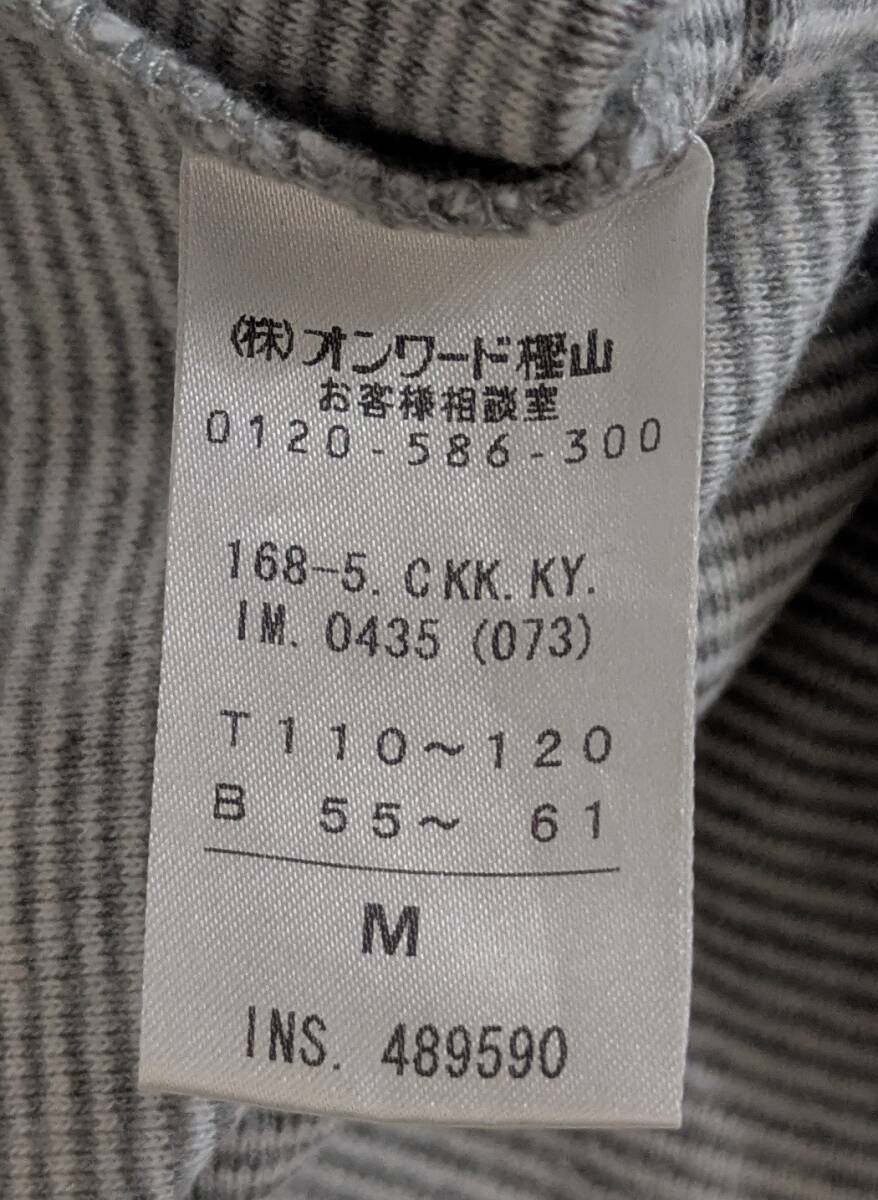 (株)オンワード樫山
お客様相談室
0120-586-300
168-5. CKK. KY.
IM. 0435 (073)
T 110~120
B 55~ 61
M
INS. 489590